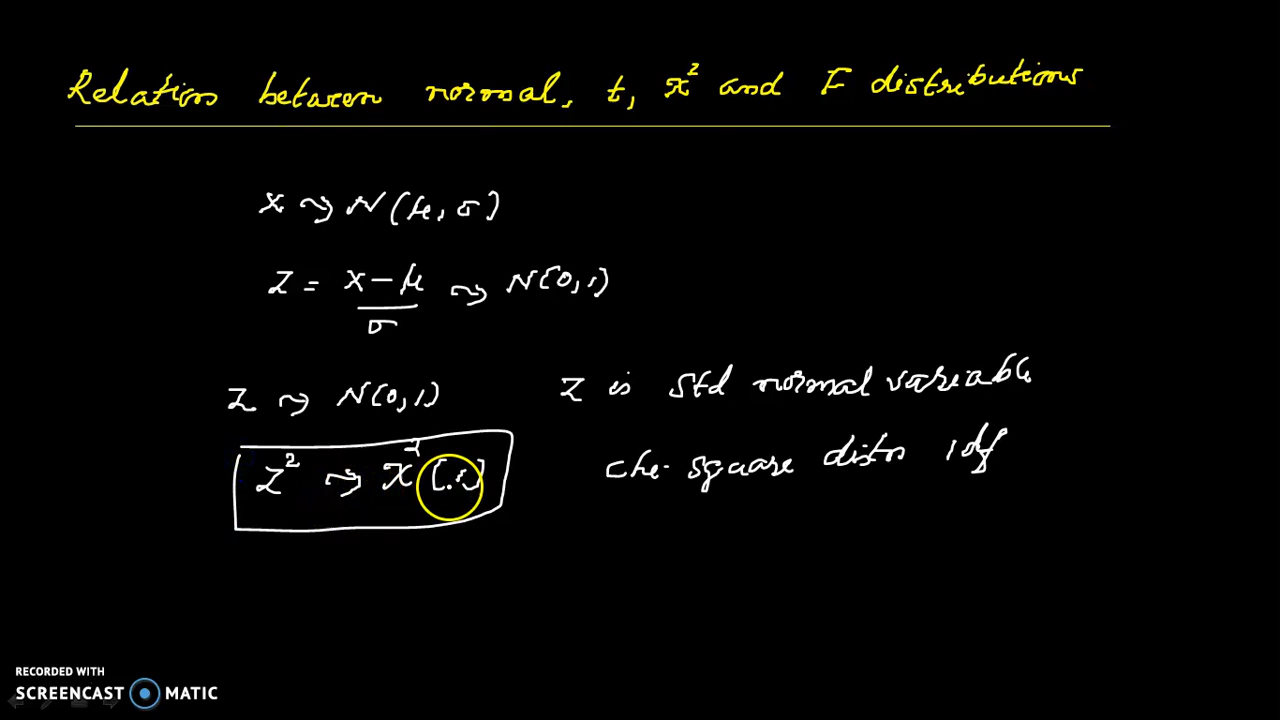 Relation between normal, t, χ² and F distributions
X ⇝ N(μ, σ)
Z = X − μ / σ ⇝ N(0,1)
Z ⇝ N(0,1) Z is std normal variable
Z² ⇝ χ² (1) chi-square distn 1df
RECORDED WITH
SCREENCAST MATIC